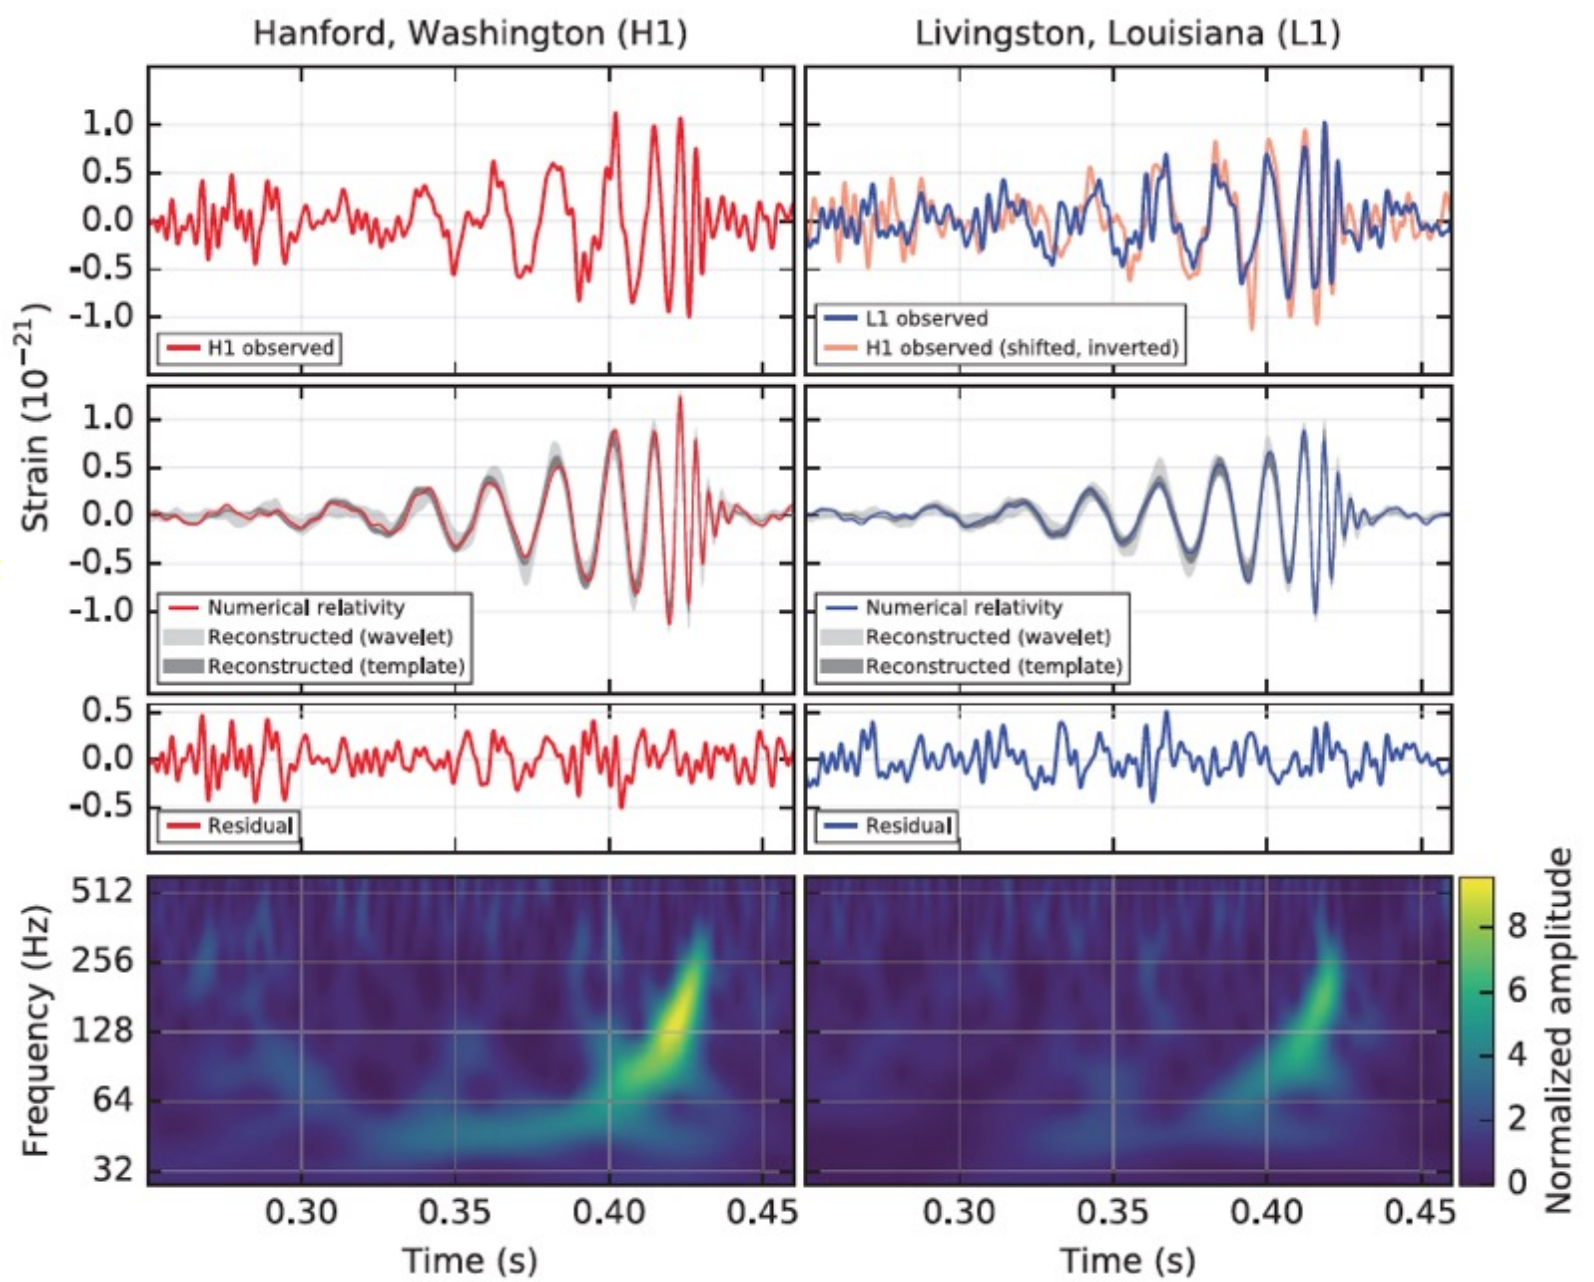 Hanford, Washington (H1)
Livingston, Louisiana (L1)
Strain (10⁻²¹)
1.0
0.5
0.0
-0.5
-1.0
H1 observed
L1 observed
H1 observed (shifted, inverted)
1.0
0.5
0.0
-0.5
-1.0
Numerical relativity
Reconstructed (wavelet)
Reconstructed (template)
Numerical relativity
Reconstructed (wavelet)
Reconstructed (template)
0.5
0.0
-0.5
Residual
Residual
Frequency (Hz)
512
256
128
64
32
Normalized amplitude
8
6
4
2
0
0.30 0.35 0.40 0.45
0.30 0.35 0.40 0.45
Time (s)
Time (s)